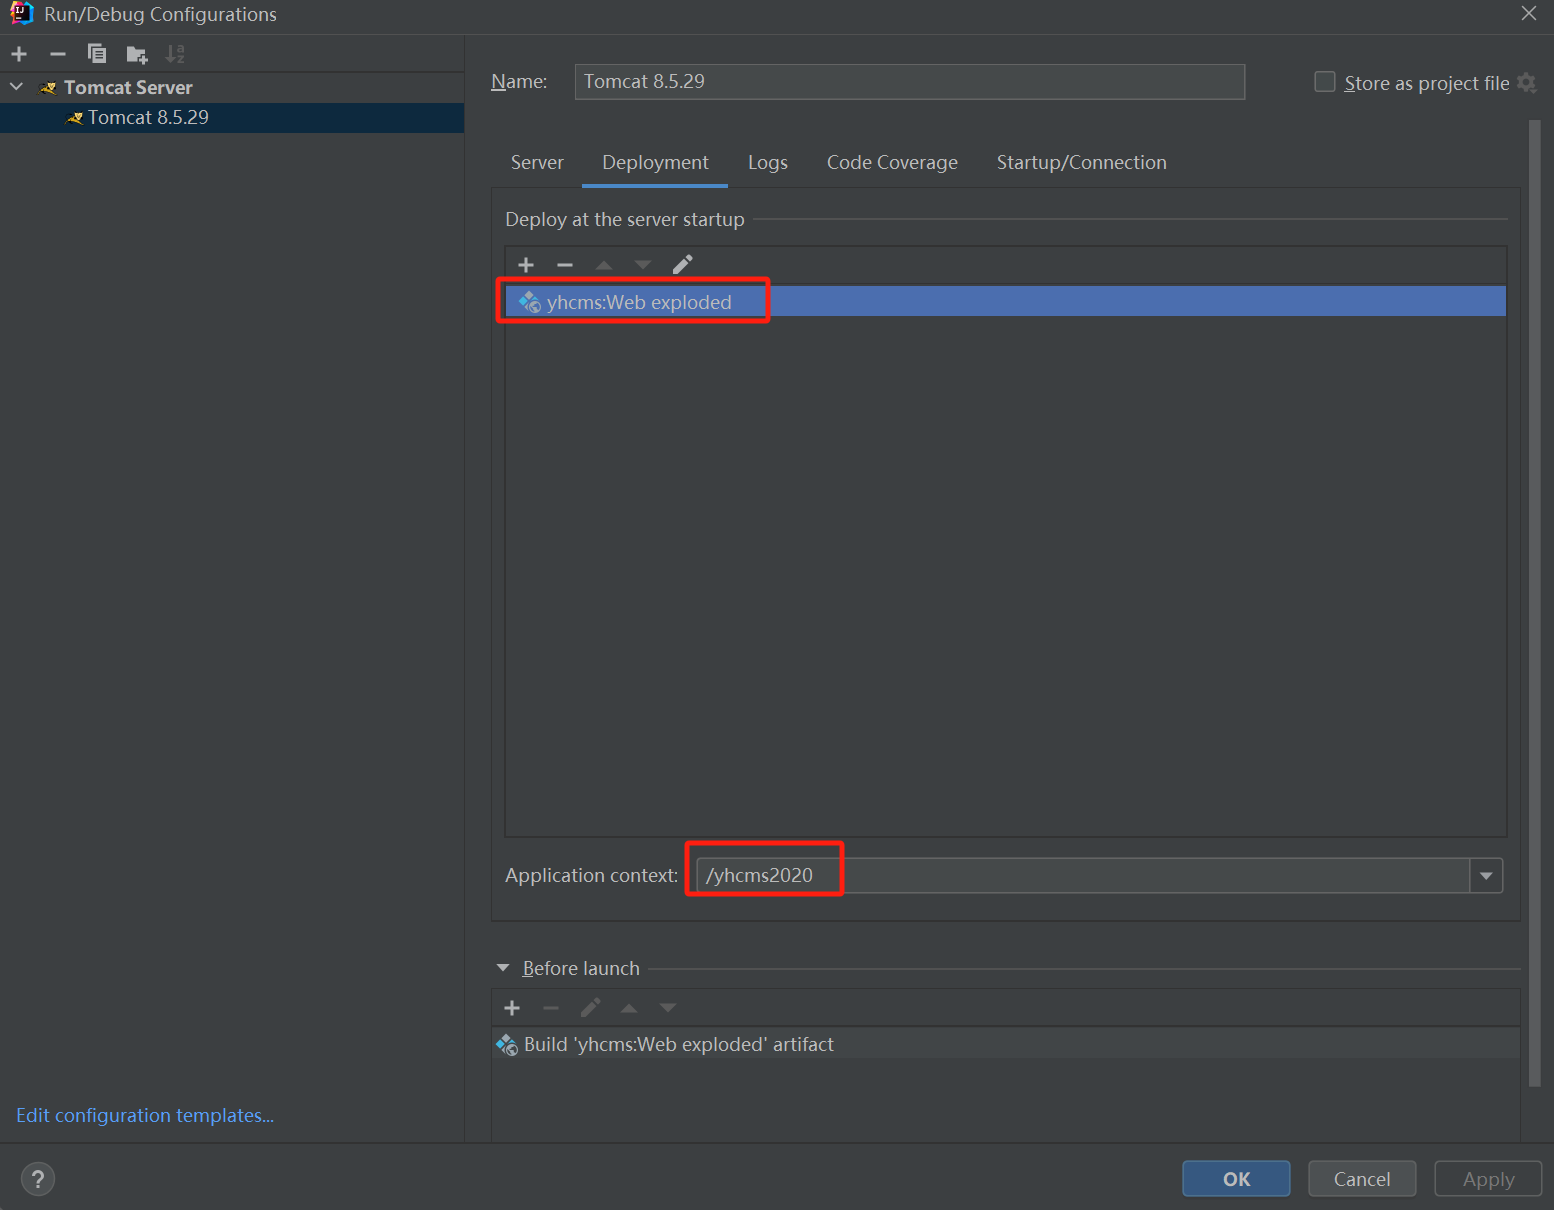 Run/Debug Configurations
Tomcat Server
Tomcat 8.5.29
Edit configuration templates...
Name: Tomcat 8.5.29
Store as project file
Server Deployment Logs Code Coverage Startup/Connection
Deploy at the server startup
yhcms:Web exploded
Application context: /yhcms2020
Before launch
Build 'yhcms:Web exploded' artifact
? OK Cancel Apply